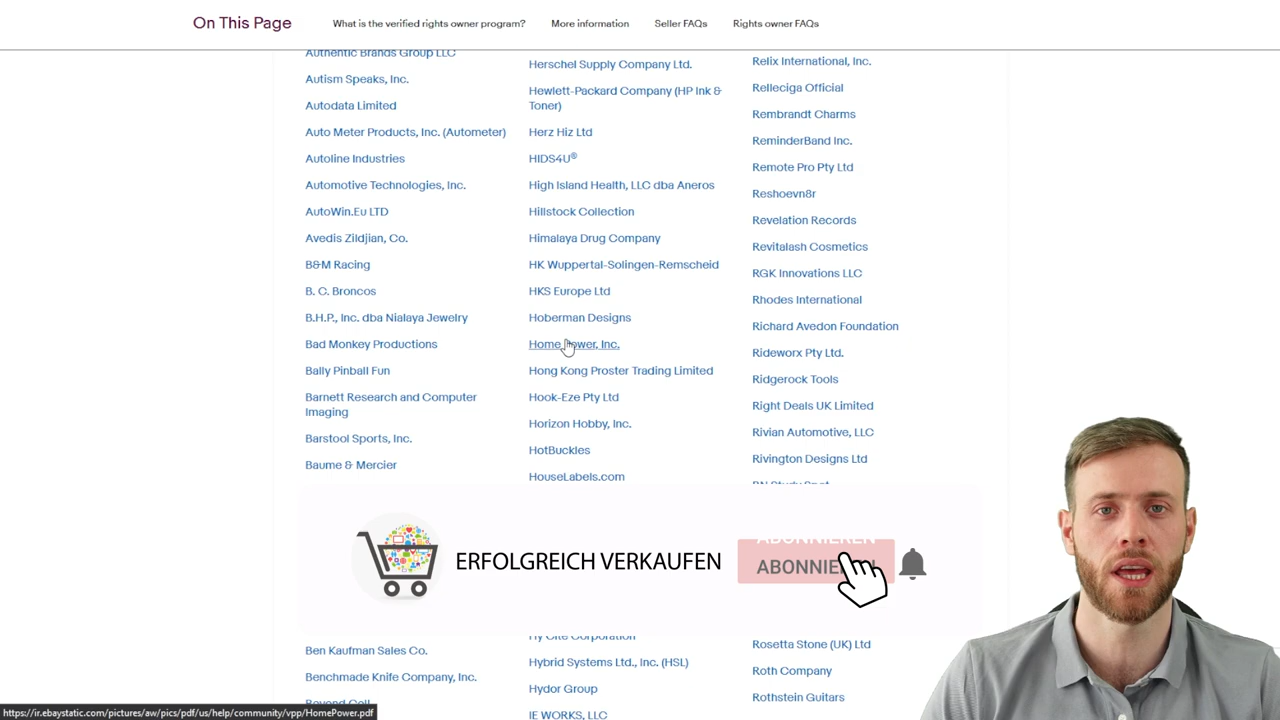 On This Page
What is the verified rights owner program?
More information
Seller FAQs
Rights owner FAQs
Authentic Brands Group LLC
Autism Speaks, Inc.
Autodata Limited
Auto Meter Products, Inc. (Autometer)
Autoline Industries
Automotive Technologies, Inc.
AutoWin.Eu LTD
Avedis Zildjian, Co.
B&M Racing
B. C. Broncos
B.H.P., Inc. dba Nialaya Jewelry
Bad Monkey Productions
Bally Pinball Fun
Barnett Research and Computer
Imaging
Barstool Sports, Inc.
Baume & Mercier
Ben Kaufman Sales Co.
Benchmade Knife Company, Inc.
Beyond Cell
Herschel Supply Company Ltd.
Hewlett-Packard Company (HP Ink &
Toner)
Herz Hiz Ltd
HIDS4U®
High Island Health, LLC dba Aneros
Hillstock Collection
Himalaya Drug Company
HK Wuppertal-Solingen-Remscheid
HKS Europe Ltd
Hoberman Designs
Home Power, Inc.
Hong Kong Proster Trading Limited
Hook-Eze Pty Ltd
Horizon Hobby, Inc.
HotBuckles
HouseLabels.com
Hy Cite Corporation
Hybrid Systems Ltd., Inc. (HSL)
Hydor Group
IE WORKS, LLC
Relix International, Inc.
Relleciga Official
Rembrandt Charms
ReminderBand Inc.
Remote Pro Pty Ltd
Reshoevn8r
Revelation Records
Revitalash Cosmetics
RGK Innovations LLC
Rhodes International
Richard Avedon Foundation
Rideworx Pty Ltd.
Ridgerock Tools
Right Deals UK Limited
Rivian Automotive, LLC
Rivington Designs Ltd
RN Study Spot
Rosetta Stone (UK) Ltd
Roth Company
Rothstein Guitars
ERFOLGREICH VERKAUFEN
ABONNIEREN
https://ir.ebaystatic.com/pictures/aw/pics/pdf/us/help/community/vpp/HomePower.pdf